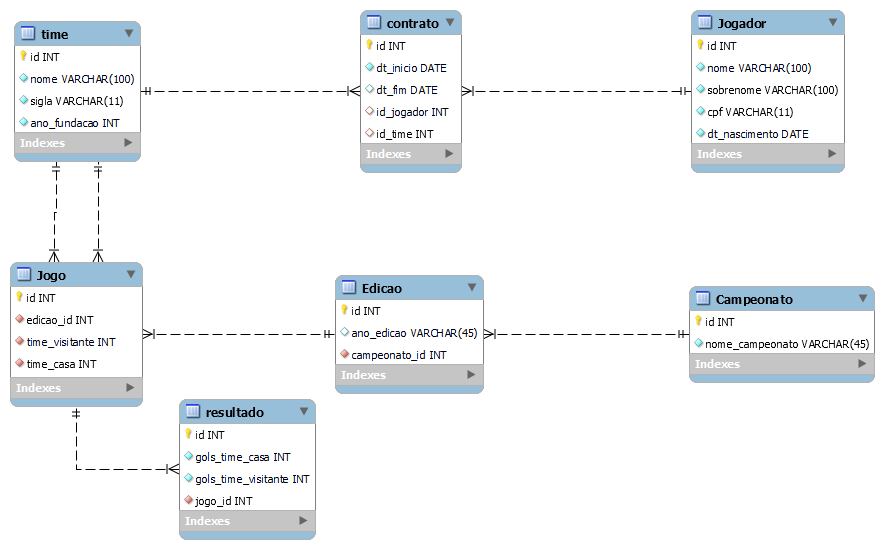 time
id INT
nome VARCHAR(100)
sigla VARCHAR(11)
ano_fundacao INT
Indexes
contrato
id INT
dt_inicio DATE
dt_fim DATE
id_jogador INT
id_time INT
Indexes
Jogador
id INT
nome VARCHAR(100)
sobrenome VARCHAR(100)
cpf VARCHAR(11)
dt_nascimento DATE
Indexes
Jogo
id INT
edicao_id INT
time_visitante INT
time_casa INT
Indexes
Edicao
id INT
ano_edicao VARCHAR(45)
campeonato_id INT
Indexes
Campeonato
id INT
nome_campeonato VARCHAR(45)
Indexes
resultado
id INT
gols_time_casa INT
gols_time_visitante INT
jogo_id INT
Indexes